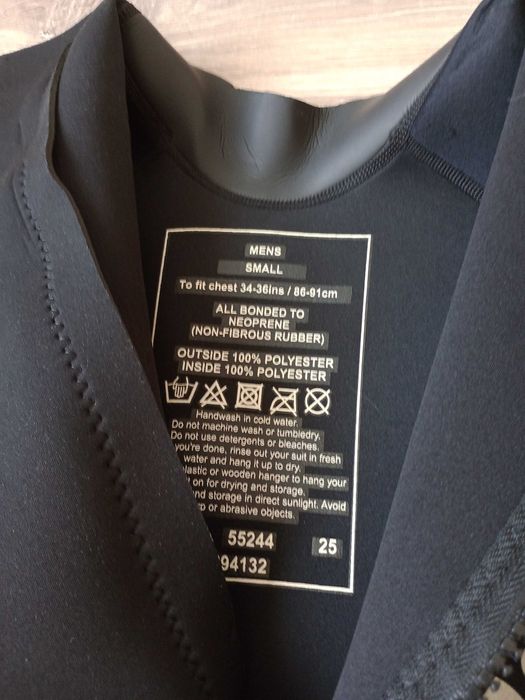 MENS
SMALL
To fit chest 34-36ins / 86-91cm
ALL BONDED TO
NEOPRENE
(NON-FIBROUS RUBBER)
OUTSIDE 100% POLYESTER
INSIDE 100% POLYESTER
Handwash in cold water.
Do not machine wash or tumbledry.
Do not use detergents or bleaches.
you're done, rinse out your suit in fresh
water and hang it up to dry.
plastic or wooden hanger to hang your
on for drying and storage.
and storage in direct sunlight. Avoid
or abrasive objects.
55244 25
94132